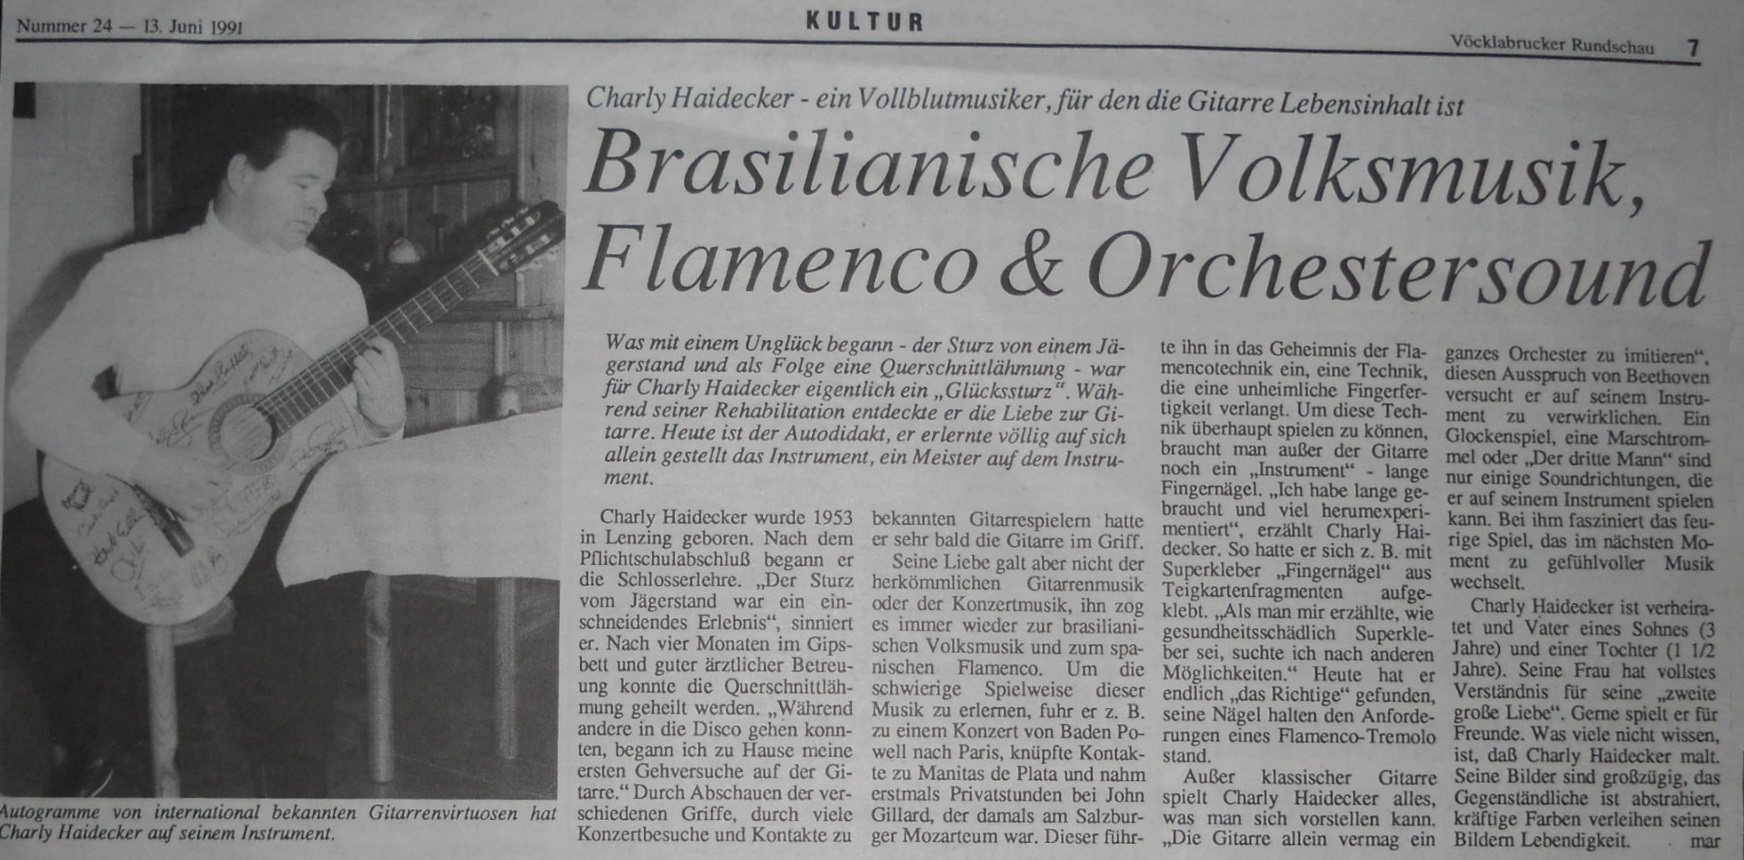 Nummer 24 — 13. Juni 1991
KULTUR
Vöcklabrucker Rundschau 7
Charly Haidecker - ein Vollblutmusiker, für den die Gitarre Lebensinhalt ist
Brasilianische Volksmusik,
Flamenco & Orchestersound
Was mit einem Unglück begann - der Sturz von einem Jä-
gerstand und als Folge eine Querschnittlähmung - war
für Charly Haidecker eigentlich ein „Glückssturz“. Wäh-
rend seiner Rehabilitation entdeckte er die Liebe zur Gi-
tarre. Heute ist der Autodidakt, er erlernte völlig auf sich
allein gestellt das Instrument, ein Meister auf dem Instru-
ment.
Charly Haidecker wurde 1953
in Lenzing geboren. Nach dem
Pflichtschulabschluß begann er
die Schlosserlehre. „Der Sturz
vom Jägerstand war ein ein-
schneidendes Erlebnis“, sinniert
er. Nach vier Monaten im Gips-
bett und guter ärztlicher Betreu-
ung konnte die Querschnittläh-
mung geheilt werden. „Während
andere in die Disco gehen konn-
ten, begann ich zu Hause meine
ersten Gehversuche auf der Gi-
tarre.“ Durch Abschauen der ver-
schiedenen Griffe, durch viele
Konzertbesuche und Kontakte zu
bekannten Gitarrespielern hatte
er sehr bald die Gitarre im Griff.
Seine Liebe galt aber nicht der
herkömmlichen Gitarrenmusik
oder der Konzertmusik, ihn zog
es immer wieder zur brasiliani-
schen Volksmusik und zum spa-
nischen Flamenco. Um die
schwierige Spielweise dieser
Musik zu erlernen, fuhr er z. B.
zu einem Konzert von Baden Po-
well nach Paris, knüpfte Kontak-
te zu Manitas de Plata und nahm
erstmals Privatstunden bei John
Gillard, der damals am Salzbur-
ger Mozarteum war. Dieser führ-
te ihn in das Geheimnis der Fla-
mencotechnik ein, eine Technik,
die eine unheimliche Fingerfer-
tigkeit verlangt. Um diese Tech-
nik überhaupt spielen zu können,
braucht man außer der Gitarre
noch ein „Instrument“ - lange
Fingernägel. „Ich habe lange ge-
braucht und viel herumexperi-
mentiert“, erzählt Charly Hai-
decker. So hatte er sich z. B. mit
Superkleber „Fingernägel“ aus
Teigkartenfragmenten aufge-
klebt. „Als man mir erzählte, wie
gesundheitsschädlich Superkle-
ber sei, suchte ich nach anderen
Möglichkeiten.“ Heute hat er
endlich „das Richtige“ gefunden,
seine Nägel halten den Anforde-
rungen eines Flamenco-Tremolo
stand.
Außer klassischer Gitarre
spielt Charly Haidecker alles,
was man sich vorstellen kann.
„Die Gitarre allein vermag ein
ganzes Orchester zu imitieren“,
diesen Ausspruch von Beethoven
versucht er auf seinem Instru-
ment zu verwirklichen. Ein
Glockenspiel, eine Marschtrom-
mel oder „Der dritte Mann“ sind
nur einige Soundrichtungen, die
er auf seinem Instrument spielen
kann. Bei ihm fasziniert das feu-
rige Spiel, das im nächsten Mo-
ment zu gefühlvoller Musik
wechselt.
Charly Haidecker ist verheira-
tet und Vater eines Sohnes (3
Jahre) und einer Tochter (1 1/2
Jahre). Seine Frau hat vollstes
Verständnis für seine „zweite
große Liebe“. Gerne spielt er für
Freunde. Was viele nicht wissen,
ist, daß Charly Haidecker malt.
Seine Bilder sind großzügig, das
Gegenständliche ist abstrahiert,
kräftige Farben verleihen seinen
Bildern Lebendigkeit. mar
Autogramme von international bekannten Gitarrenvirtuosen hat
Charly Haidecker auf seinem Instrument.